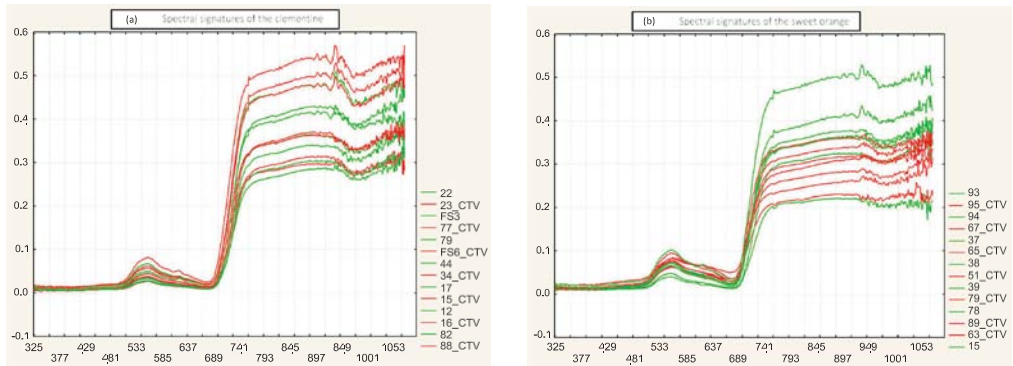 (a) Spectral signatures of the clementine
0.6
0.5
0.4
0.3
0.2
0.1
0.0
-0.1
325 429 533 637 741 845 849 1053
377 481 585 689 793 897 1001
22
23_CTV
FS3
77_CTV
79
FS6_CTV
44
34_CTV
17
15_CTV
12
16_CTV
82
88_CTV
(b) Spectral signatures of the sweet orange
0.6
0.5
0.4
0.3
0.2
0.1
0.0
-0.1
325 429 533 637 741 845 849 1053
377 481 585 689 793 897 1001
93
95_CTV
94
67_CTV
37
65_CTV
38
51_CTV
39
79_CTV
78
89_CTV
63_CTV
15